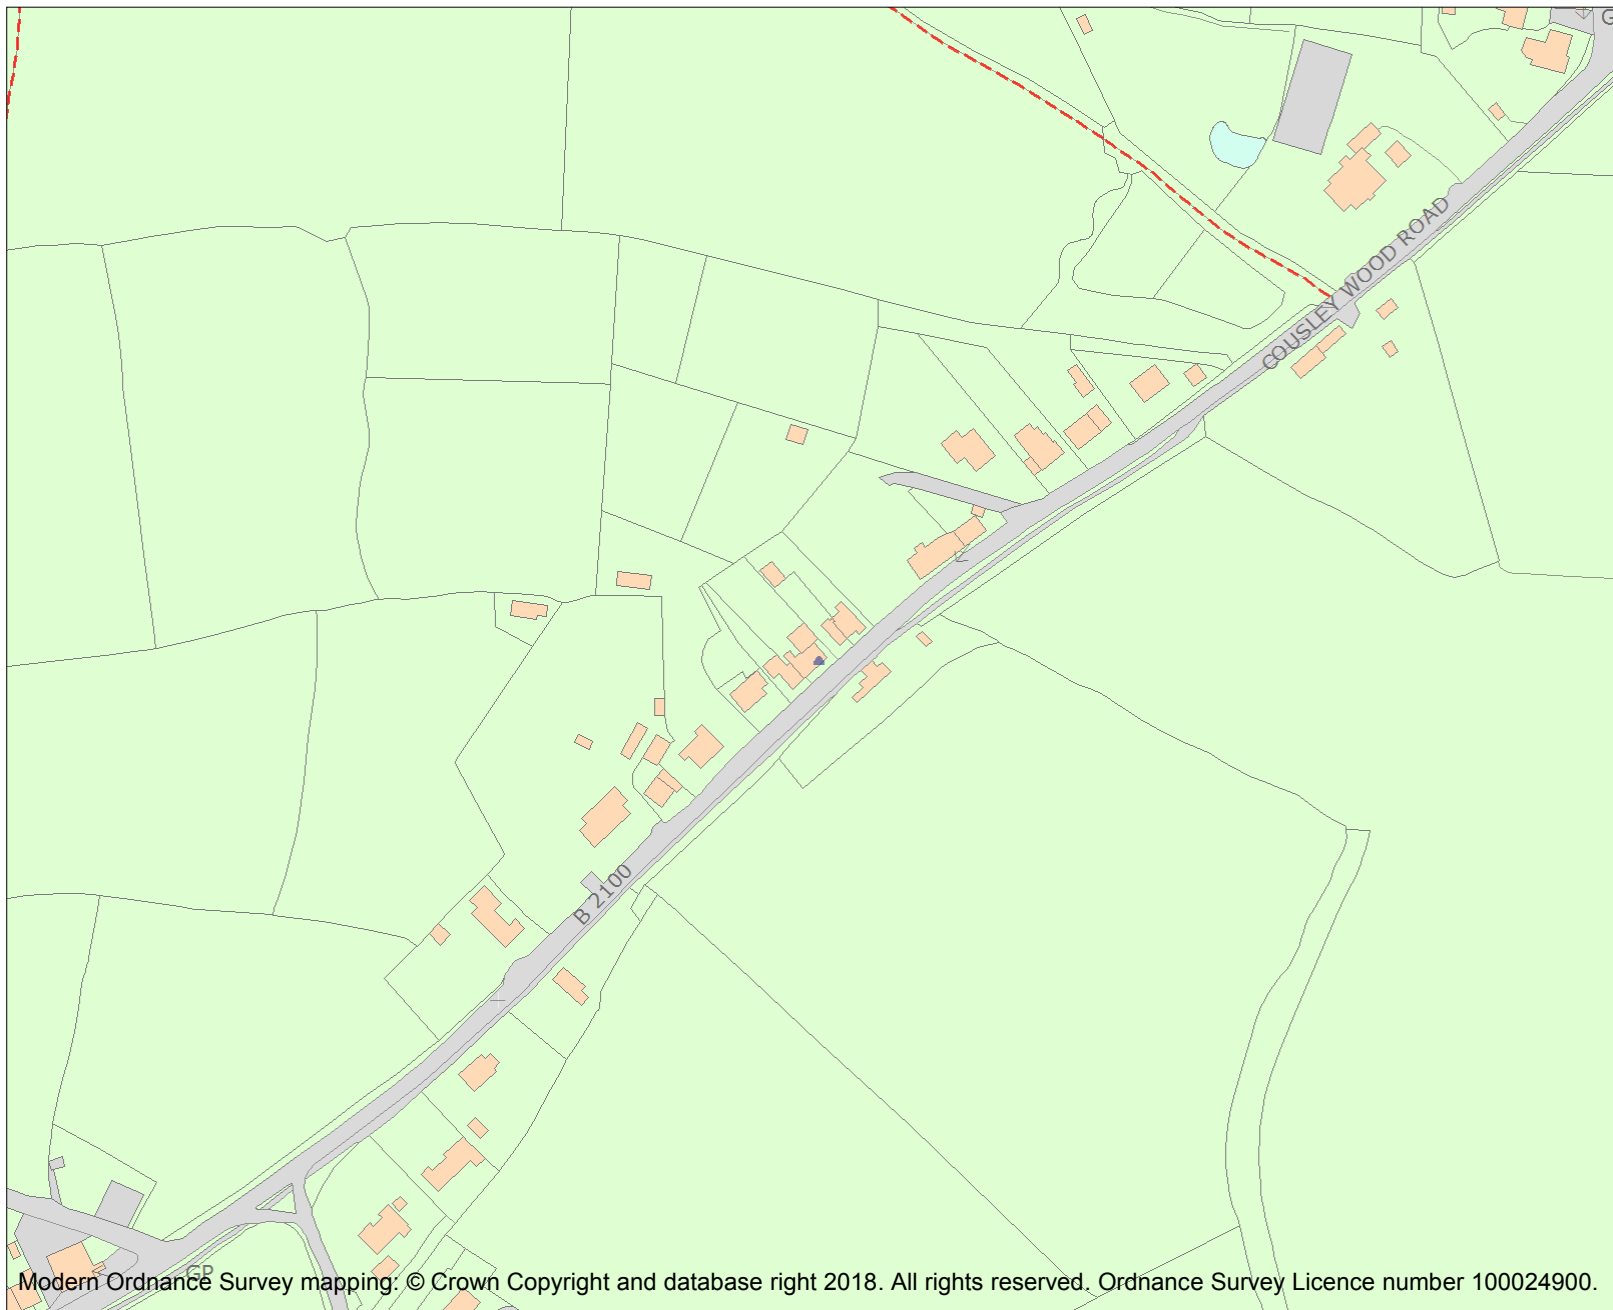 G
COUSLEY WOOD ROAD
B 2100
GP
Modern Ordnance Survey mapping: © Crown Copyright and database right 2018. All rights reserved. Ordnance Survey Licence number 100024900.